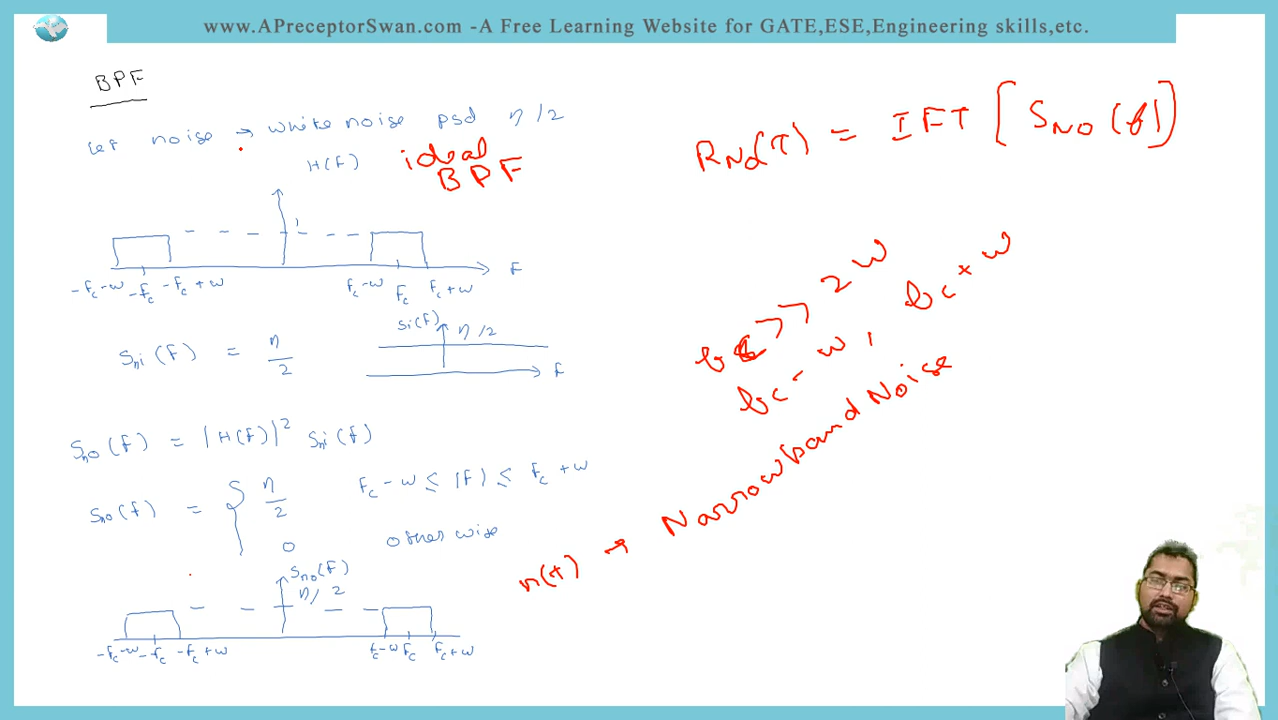 www.APreceptorSwan.com -A Free Learning Website for GATE,ESE,Engineering skills,etc.
BPF
Let noise → white noise psd η/2
H(F)
ideal
BPF
1
-fc-w -fc -fc+w fc-w fc fc+w F
Sni(f) = η/2
Si(f) η/2
F
Sno(f) = |H(f)|² Sni(f)
Sno(f) = { η/2 fc-w ≤ |f| ≤ fc+w
0 otherwise
Sno(F)
η/2
-fc-w -fc -fc+w fc-w fc fc+w
RNo(τ) = IFT [SNO(f)]
fc >> 2w
fc-w, fc+w
n(t) → Narrowband Noise